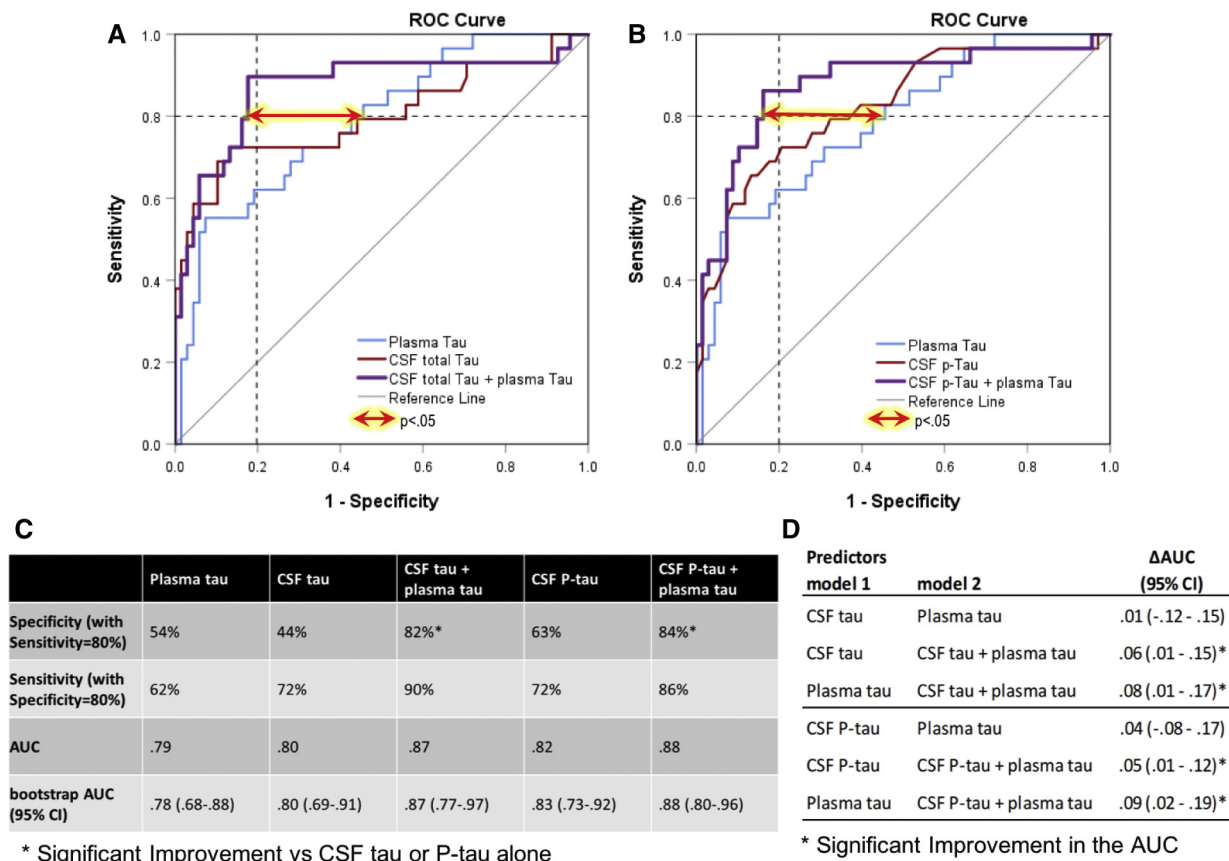 A
ROC Curve
1.0
0.8
0.6
0.4
0.2
0.0
Sensitivity
0.0 0.2 0.4 0.6 0.8 1.0
1 - Specificity
Plasma Tau
CSF total Tau
CSF total Tau + plasma Tau
Reference Line
p<.05
B
ROC Curve
1.0
0.8
0.6
0.4
0.2
0.0
Sensitivity
0.0 0.2 0.4 0.6 0.8 1.0
1 - Specificity
Plasma Tau
CSF p-Tau
CSF p-Tau + plasma Tau
Reference Line
p<.05
C
Plasma tau CSF tau CSF tau + plasma tau CSF P-tau CSF P-tau + plasma tau
Specificity (with Sensitivity=80%) 54% 44% 82%* 63% 84%*
Sensitivity (with Specificity=80%) 62% 72% 90% 72% 86%
AUC .79 .80 .87 .82 .88
bootstrap AUC (95% CI) .78 (.68-.88) .80 (.69-.91) .87 (.77-.97) .83 (.73-.92) .88 (.80-.96)
* Significant Improvement vs CSF tau or P-tau alone
D
Predictors ΔAUC
model 1 model 2 (95% CI)
CSF tau Plasma tau .01 (-.12 - .15)
CSF tau CSF tau + plasma tau .06 (.01 - .15)*
Plasma tau CSF tau + plasma tau .08 (.01 - .17)*
CSF P-tau Plasma tau .04 (-.08 - .17)
CSF P-tau CSF P-tau + plasma tau .05 (.01 - .12)*
Plasma tau CSF P-tau + plasma tau .09 (.02 - .19)*
* Significant Improvement in the AUC